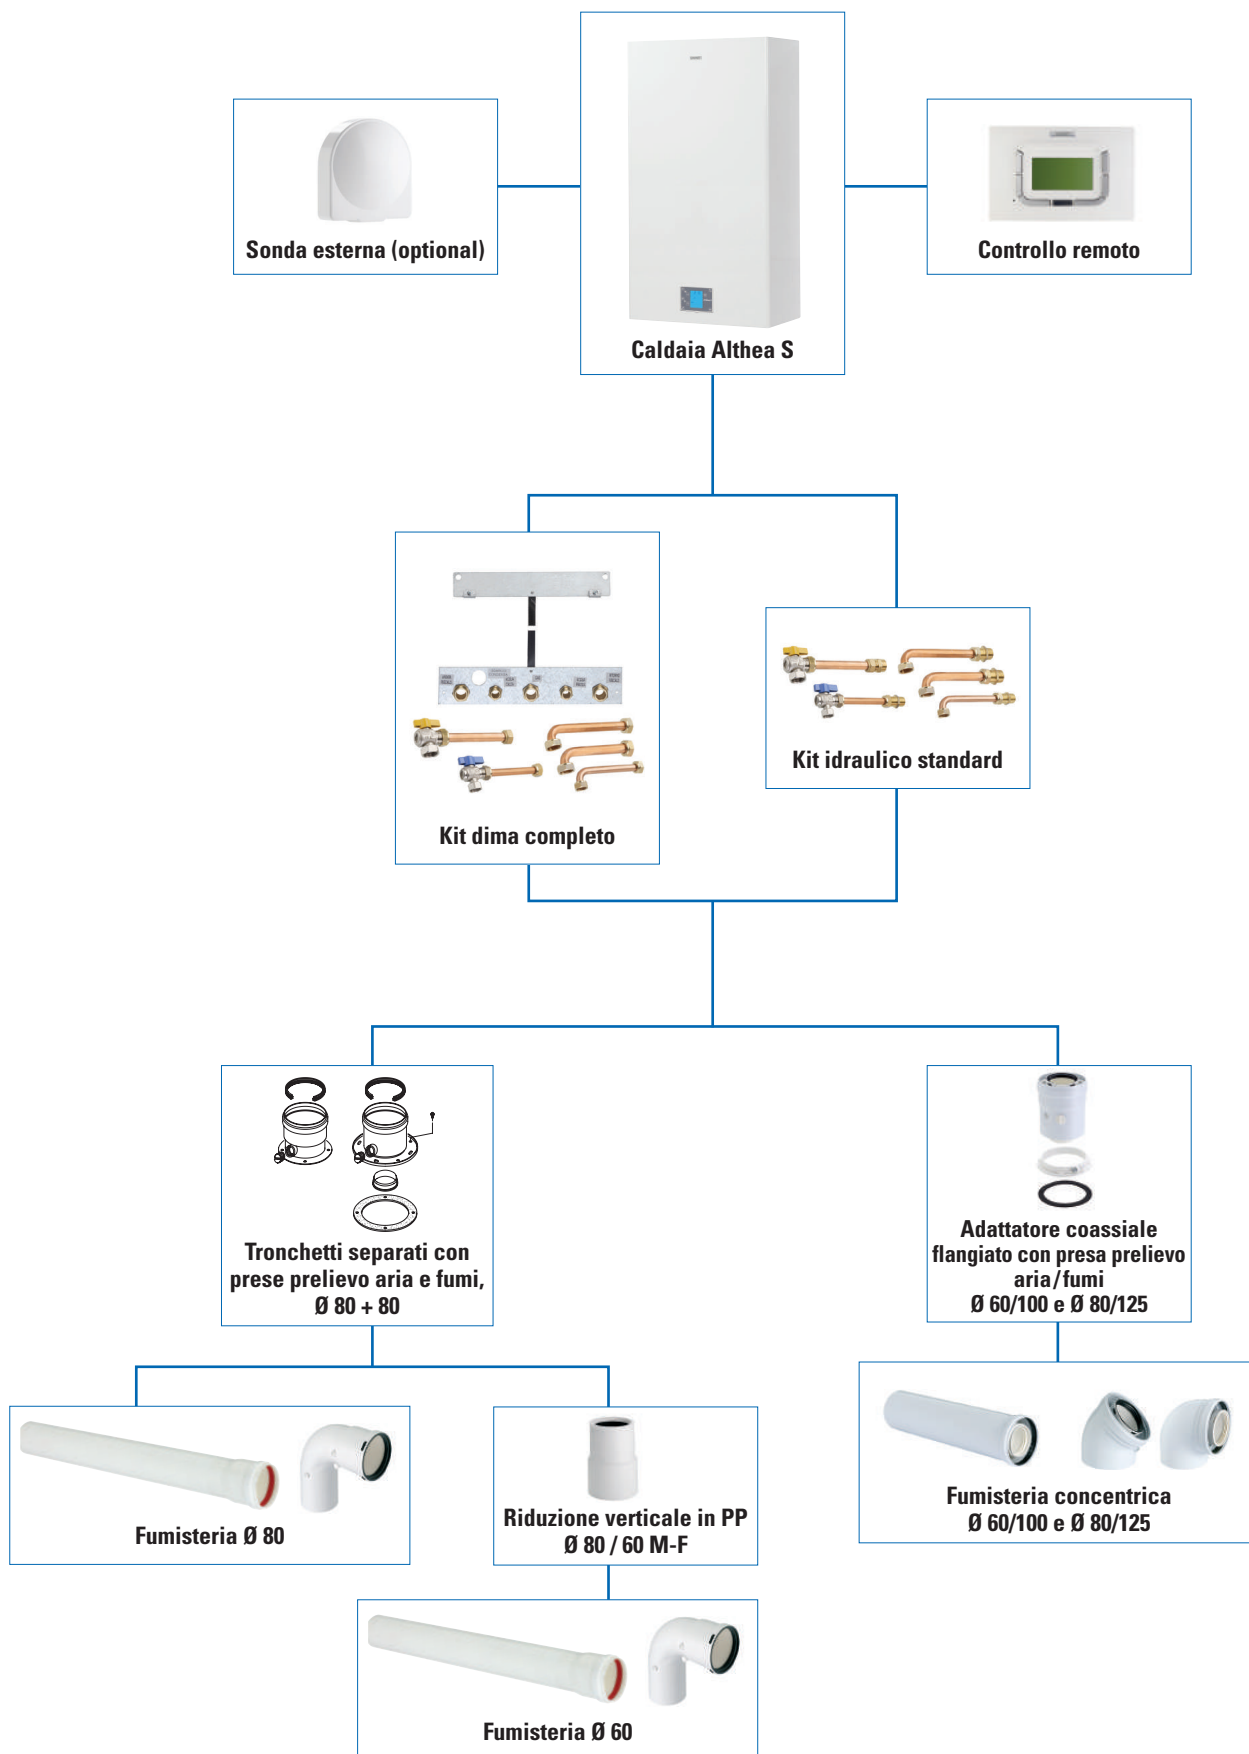 Sonda esterna (optional)
Caldaia Althea S
Controllo remoto
Kit dima completo
Kit idraulico standard
Tronchetti separati con
prese prelievo aria e fumi,
Ø 80 + 80
Adattatore coassiale
flangiato con presa prelievo
aria/fumi
Ø 60/100 e Ø 80/125
Fumisteria Ø 80
Riduzione verticale in PP
Ø 80 / 60 M-F
Fumisteria concentrica
Ø 60/100 e Ø 80/125
Fumisteria Ø 60